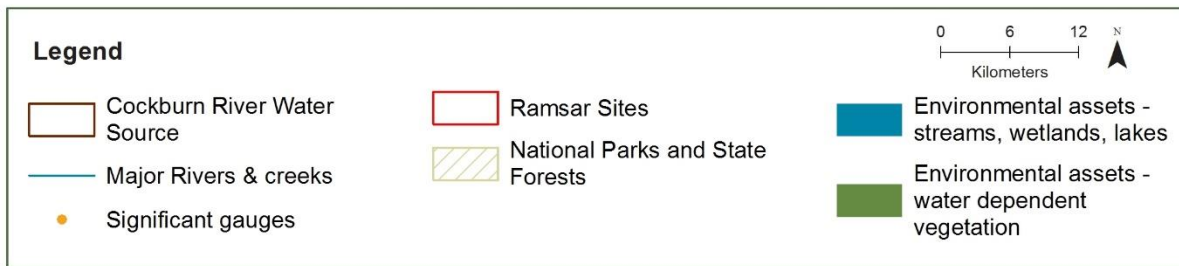 Legend
0 6 12 N
Kilometers
Cockburn River Water
Source
Major Rivers & creeks
Significant gauges
Ramsar Sites
National Parks and State
Forests
Environmental assets -
streams, wetlands, lakes
Environmental assets -
water dependent
vegetation